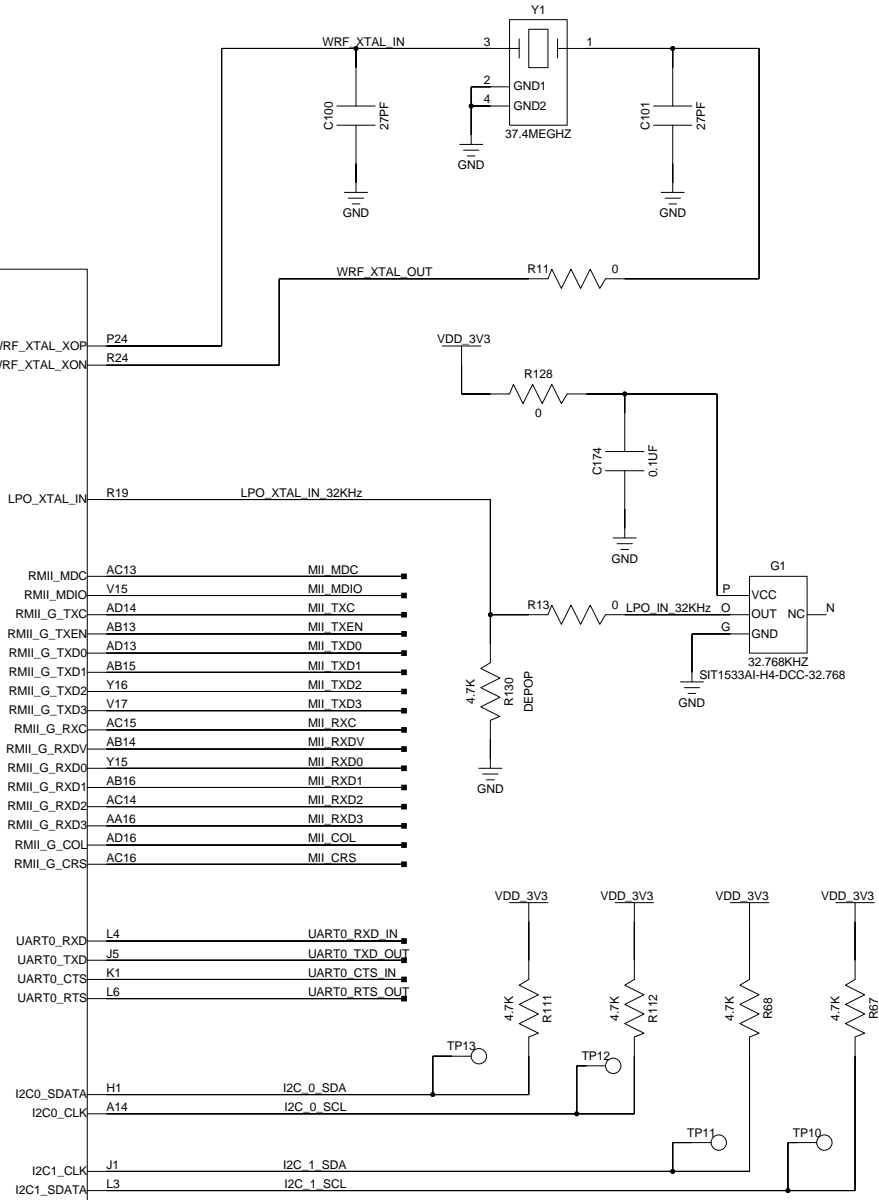 Y1
WRF_XTAL_IN
3
1
2
GND1
4
GND2
C100
27PF
C101
27PF
37.4MEGHZ
GND
GND
GND
WRF_XTAL_OUT
R11
0
WRF_XTAL_XOP
P24
WRF_XTAL_XON
R24
VDD_3V3
R128
0
C174
0.1UF
LPO_XTAL_IN
R19
LPO_XTAL_IN_32KHz
GND
G1
RMII_MDC
AC13
MII_MDC
RMII_MDIO
V15
MII_MDIO
P
VCC
RMII_G_TXC
AD14
MII_TXC
R13
0
LPO_IN_32KHz
O
OUT
NC
N
RMII_G_TXEN
AB13
MII_TXEN
G
GND
RMII_G_TXD0
AD13
MII_TXD0
32.768KHZ
RMII_G_TXD1
AB15
MII_TXD1
SIT1533AI-H4-DCC-32.768
RMII_G_TXD2
Y16
MII_TXD2
4.7K
R130
DEPOP
GND
RMII_G_TXD3
V17
MII_TXD3
RMII_G_RXC
AC15
MII_RXC
RMII_G_RXDV
AB14
MII_RXDV
RMII_G_RXD0
Y15
MII_RXD0
RMII_G_RXD1
AB16
MII_RXD1
GND
RMII_G_RXD2
AC14
MII_RXD2
RMII_G_RXD3
AA16
MII_RXD3
RMII_G_COL
AD16
MII_COL
RMII_G_CRS
AC16
MII_CRS
VDD_3V3
VDD_3V3
VDD_3V3
VDD_3V3
UART0_RXD
L4
UART0_RXD_IN
UART0_TXD
J5
UART0_TXD_OUT
UART0_CTS
K1
UART0_CTS_IN
UART0_RTS
L6
UART0_RTS_OUT
4.7K
R111
4.7K
R112
4.7K
R68
4.7K
R67
TP13
TP12
I2C0_SDATA
H1
I2C_0_SDA
I2C0_CLK
A14
I2C_0_SCL
TP11
TP10
I2C1_CLK
J1
I2C_1_SDA
I2C1_SDATA
L3
I2C_1_SCL